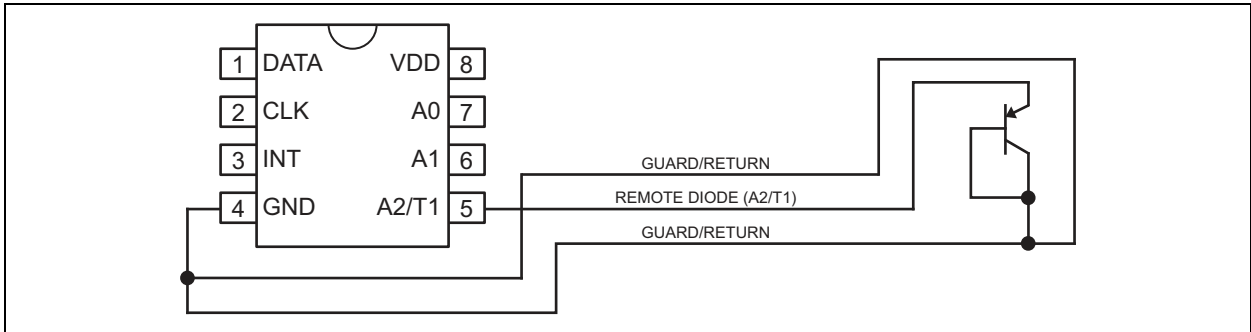 1 DATA VDD 8
2 CLK A0 7
3 INT A1 6
4 GND A2/T1 5
GUARD/RETURN
REMOTE DIODE (A2/T1)
GUARD/RETURN